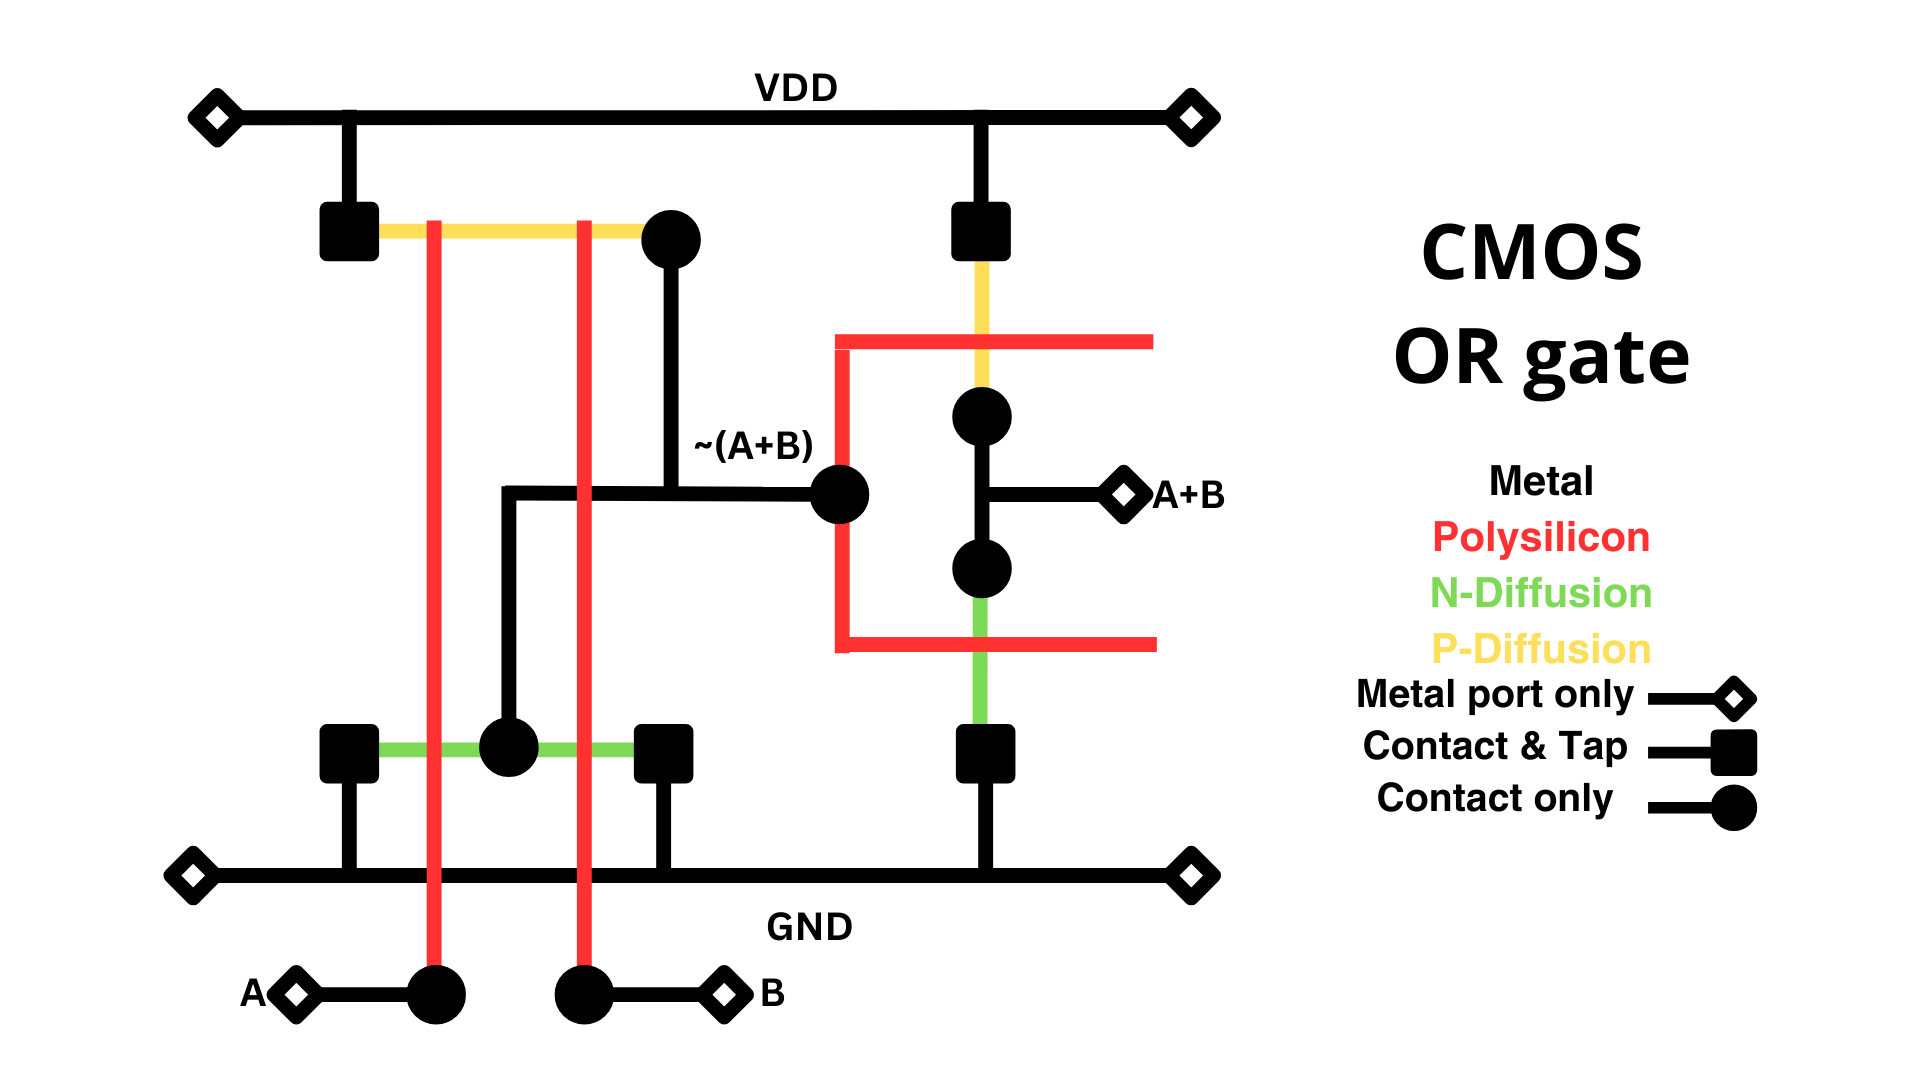 VDD
CMOS
OR gate
~(A+B)
A+B
Metal
Polysilicon
N-Diffusion
P-Diffusion
Metal port only
Contact & Tap
Contact only
GND
A
B